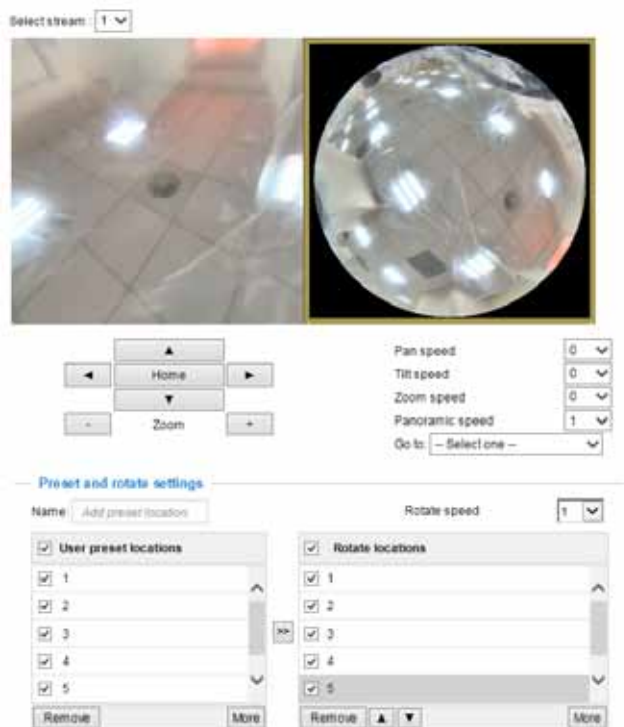 Select stream : 1
Home
Zoom
- +
Pan speed 0
Tilt speed 0
Zoom speed 0
Panoramic speed 1
Go to: -- Select one --
Preset and rotate settings
Name Add preset location
Rotate speed 1
User preset locations
1
2
3
4
5
Remove More
>>
Rotate locations
1
2
3
4
5
Remove More